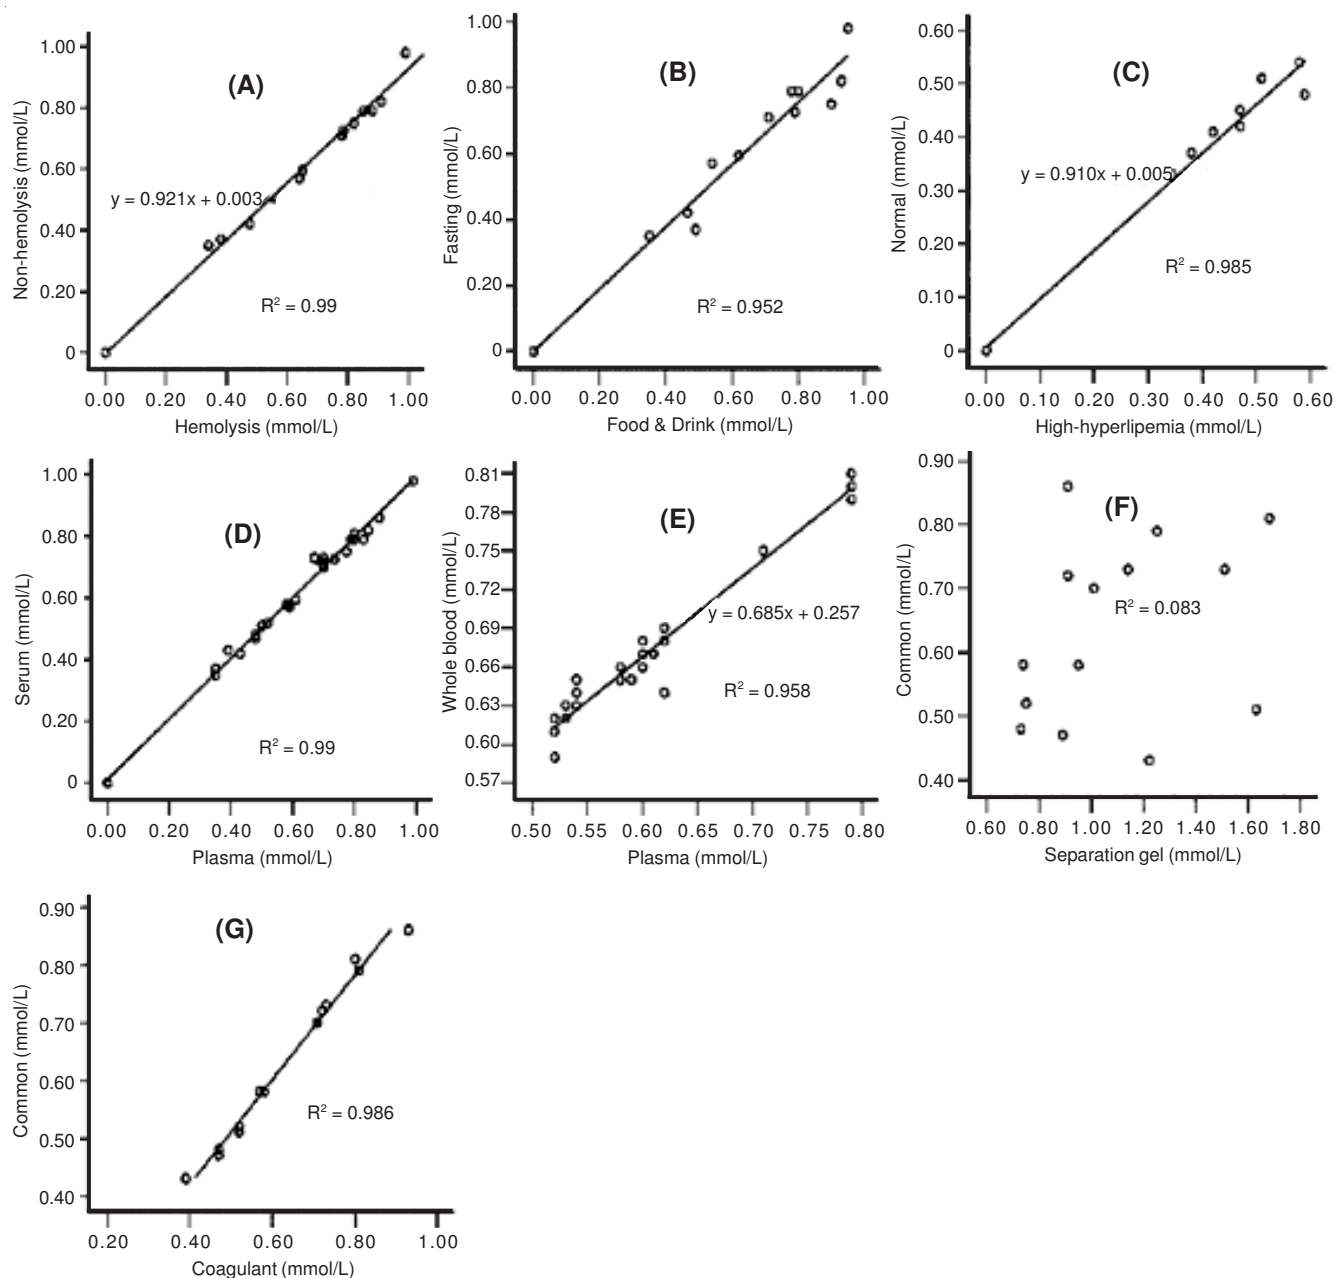 (A)
Non-hemolysis (mmol/L)
1.00
0.80
0.60
0.40
0.20
0
y = 0.921x + 0.003
R² = 0.99
0.00 0.20 0.40 0.60 0.80 1.00
Hemolysis (mmol/L)
(B)
Fasting (mmol/L)
1.00
0.80
0.60
0.40
0.20
0
R² = 0.952
0.00 0.20 0.40 0.60 0.80 1.00
Food & Drink (mmol/L)
(C)
Normal (mmol/L)
0.60
0.50
0.40
0.30
0.20
0.10
0
y = 0.910x + 0.005
R² = 0.985
0.00 0.10 0.20 0.30 0.40 0.50 0.60
High-hyperlipemia (mmol/L)
(D)
Serum (mmol/L)
1.00
0.80
0.60
0.40
0.20
0
R² = 0.99
0.00 0.20 0.40 0.60 0.80 1.00
Plasma (mmol/L)
(E)
Whole blood (mmol/L)
0.81
0.78
0.75
0.72
0.69
0.66
0.63
0.60
0.57
y = 0.685x + 0.257
R² = 0.958
0.50 0.55 0.60 0.65 0.70 0.75 0.80
Plasma (mmol/L)
(F)
Common (mmol/L)
0.90
0.80
0.70
0.60
0.50
0.40
R² = 0.083
0.60 0.80 1.00 1.20 1.40 1.60 1.80
Separation gel (mmol/L)
(G)
Common (mmol/L)
0.90
0.80
0.70
0.60
0.50
0.40
R² = 0.986
0.20 0.40 0.60 0.80 1.00
Coagulant (mmol/L)